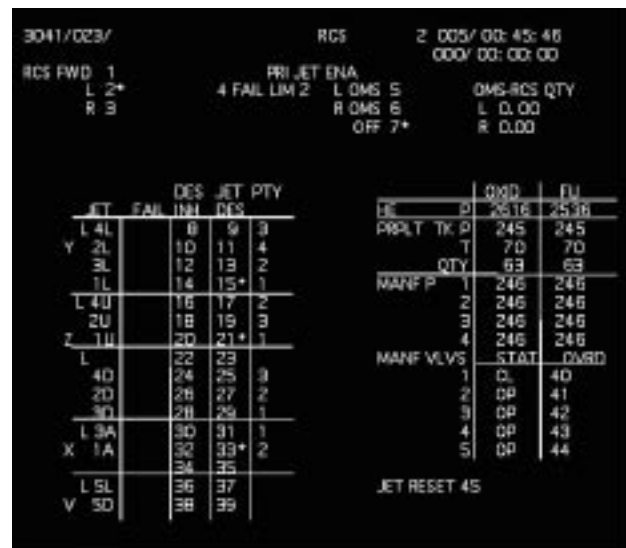 3041/023/ RCS 2 005/ 00: 45: 46
000/ 00: 00: 00
RCS FWD 1 PRI JET ENA
L 2* 4 FAIL LIM 2 L OMS 5 OMS-RCS QTY
R 3 R OMS 6 L 0.00
OFF 7* R 0.00
DES JET PTY OXID FU
JET FAIL INH DES HE P 2616 2536
L 4L 8 9 3 PRPLT TK P 245 245
Y 2L 10 11 4 T 70 70
3L 12 13 2 QTY 63 63
1L 14 15* 1 MANF P 1 246 246
L 4U 16 17 2 2 246 246
2U 18 19 3 3 246 246
Z 1U 20 21* 1 4 246 246
L 22 23 MANF VLVS STAT OVRD
4D 24 25 3 1 CL 40
2D 26 27 2 2 OP 41
3D 28 29 1 3 OP 42
L 3A 30 31 1 4 OP 43
X 1A 32 33* 2 5 OP 44
34 35
L 5L 36 37 JET RESET 45
V 5D 38 39